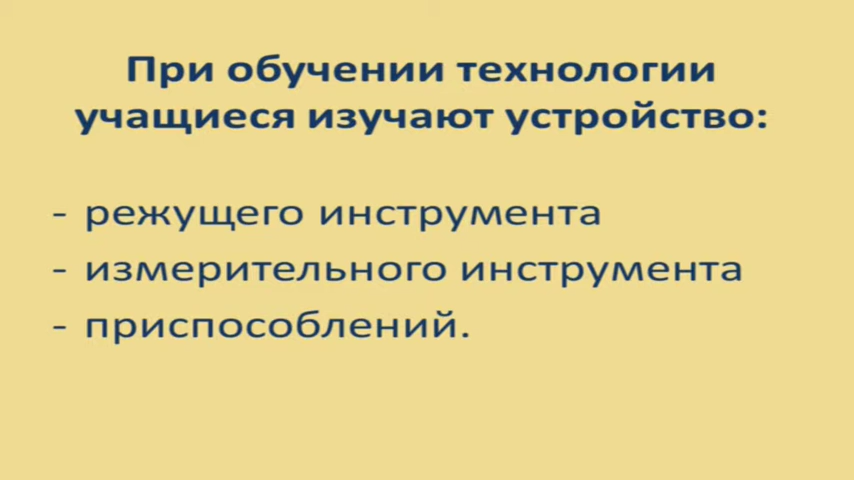 При обучении технологии
учащиеся изучают устройство:
- режущего инструмента
- измерительного инструмента
- приспособлений.